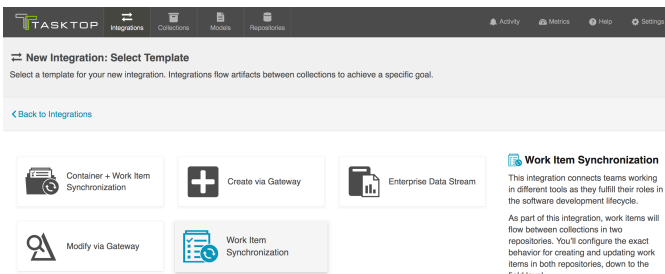 TASKTOP
Integrations
Collections
Models
Repositories
Activity
Metrics
Help
Settings
New Integration: Select Template
Select a template for your new integration. Integrations flow artifacts between collections to achieve a specific goal.
Back to Integrations
Container + Work Item
Synchronization
Create via Gateway
Enterprise Data Stream
Modify via Gateway
Work Item
Synchronization
Work Item Synchronization
This integration connects teams working
in different tools as they fulfill their roles in
the software development lifecycle.
As part of this integration, work items will
flow between collections in two
repositories. You'll configure the exact
behavior for creating and updating work
items in both repositories, down to the